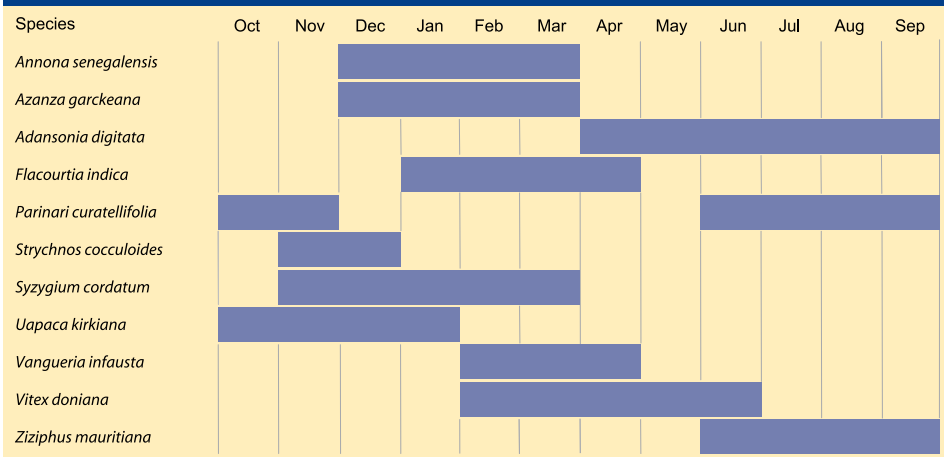 Species Oct Nov Dec Jan Feb Mar Apr May Jun Jul Aug Sep
Annona senegalensis
Azanza garckeana
Adansonia digitata
Flacourtia indica
Parinari curatellifolia
Strychnos cocculoides
Syzygium cordatum
Uapaca kirkiana
Vangueria infausta
Vitex doniana
Ziziphus mauritiana